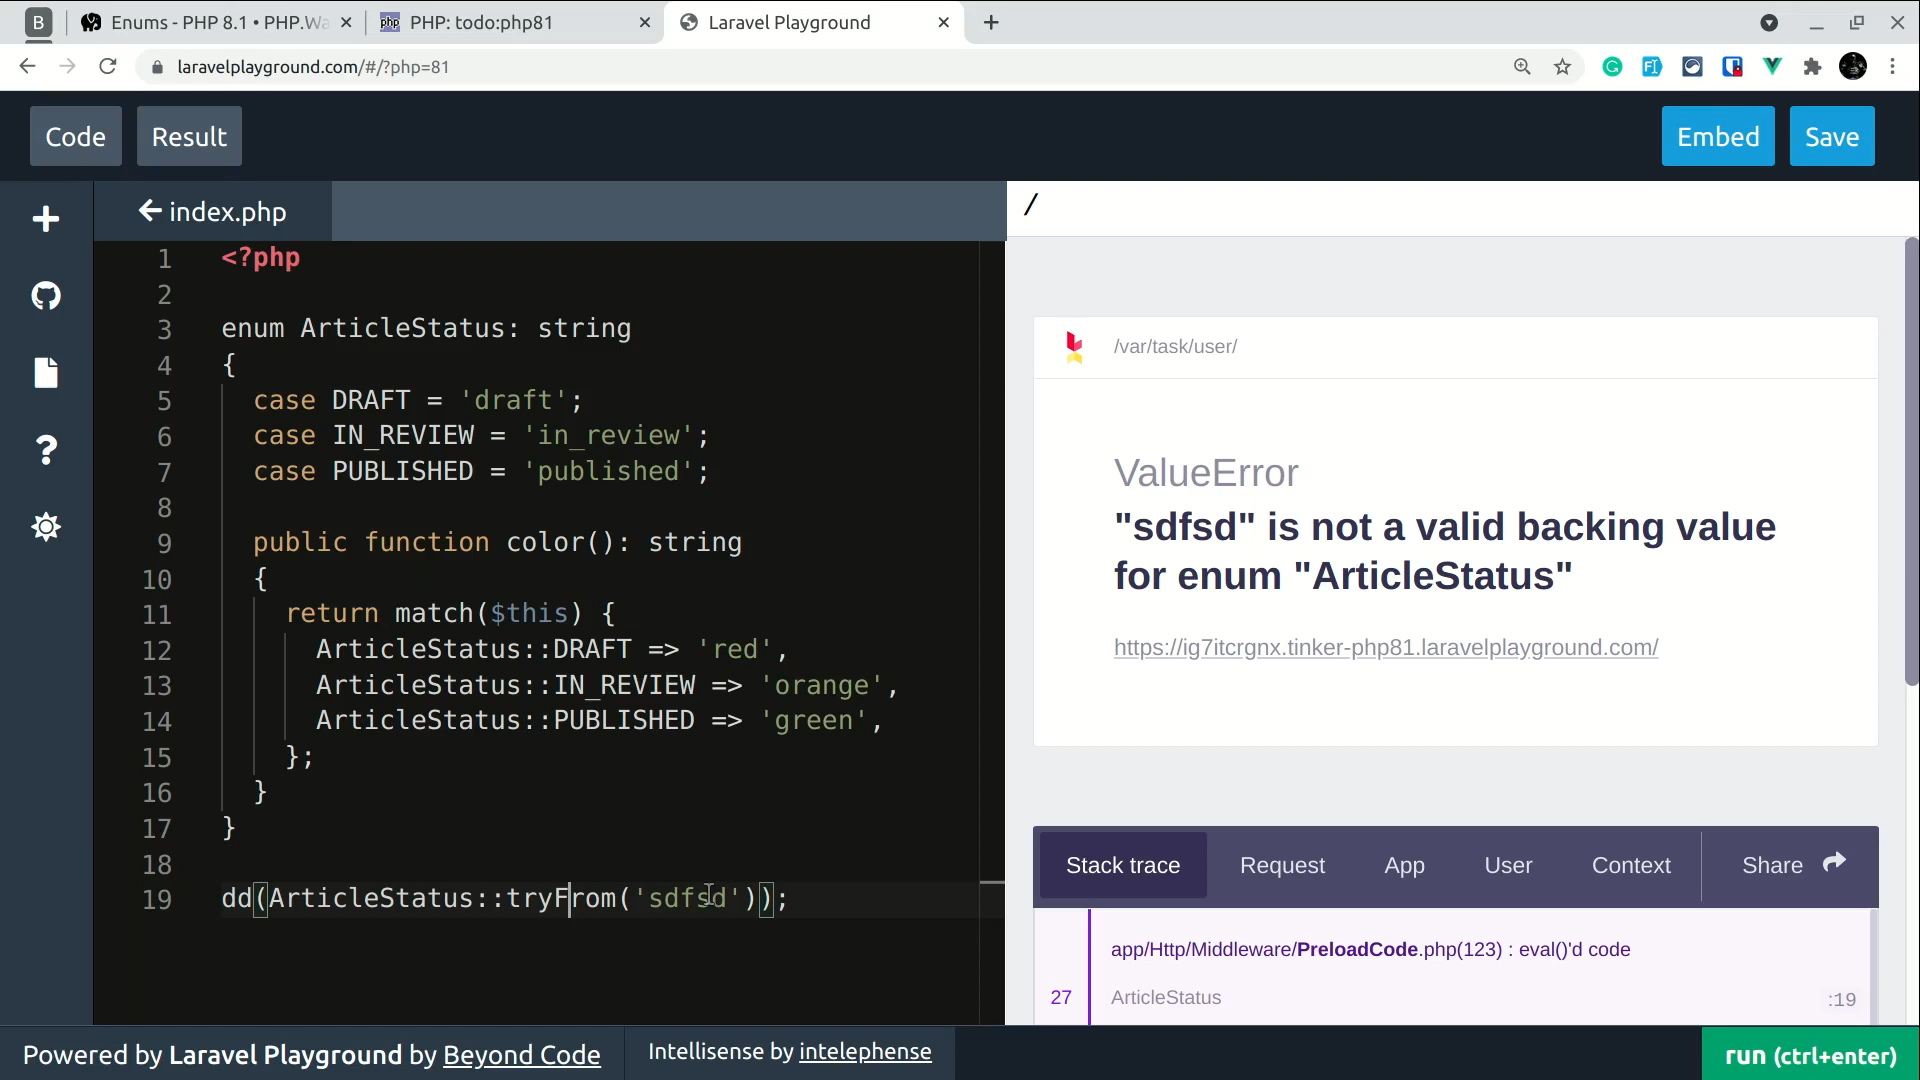 B
Enums - PHP 8.1 • PHP.Wa
PHP: todo:php81
Laravel Playground
laravelplayground.com/#/?php=81
Code
Result
Embed
Save
index.php
/
1 <?php
2
3 enum ArticleStatus: string
4 {
5 case DRAFT = 'draft';
6 case IN_REVIEW = 'in_review';
7 case PUBLISHED = 'published';
8
9 public function color(): string
10 {
11 return match($this) {
12 ArticleStatus::DRAFT => 'red',
13 ArticleStatus::IN_REVIEW => 'orange',
14 ArticleStatus::PUBLISHED => 'green',
15 };
16 }
17 }
18
19 dd(ArticleStatus::tryFrom('sdfsd'));
/var/task/user/
ValueError
"sdfsd" is not a valid backing value
for enum "ArticleStatus"
https://ig7itcrgnx.tinker-php81.laravelplayground.com/
Stack trace
Request
App
User
Context
Share
app/Http/Middleware/PreloadCode.php(123) : eval()'d code
27 ArticleStatus :19
Powered by Laravel Playground by Beyond Code
Intellisense by intelephense
run (ctrl+enter)